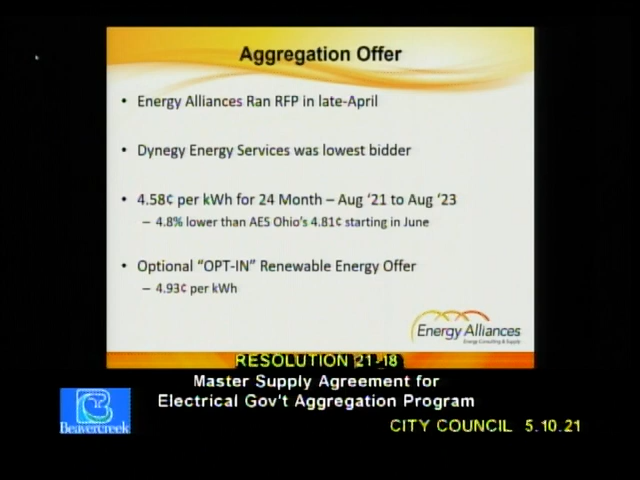 Aggregation Offer
• Energy Alliances Ran RFP in late-April
• Dynegy Energy Services was lowest bidder
• 4.58¢ per kWh for 24 Month – Aug '21 to Aug '23
– 4.8% lower than AES Ohio's 4.81¢ starting in June
• Optional "OPT-IN" Renewable Energy Offer
– 4.93¢ per kWh
Energy Alliances
Energy Consulting & Supply
RESOLUTION 21-18
Master Supply Agreement for
Electrical Gov't Aggregation Program
Beavercreek
CITY COUNCIL 5.10.21